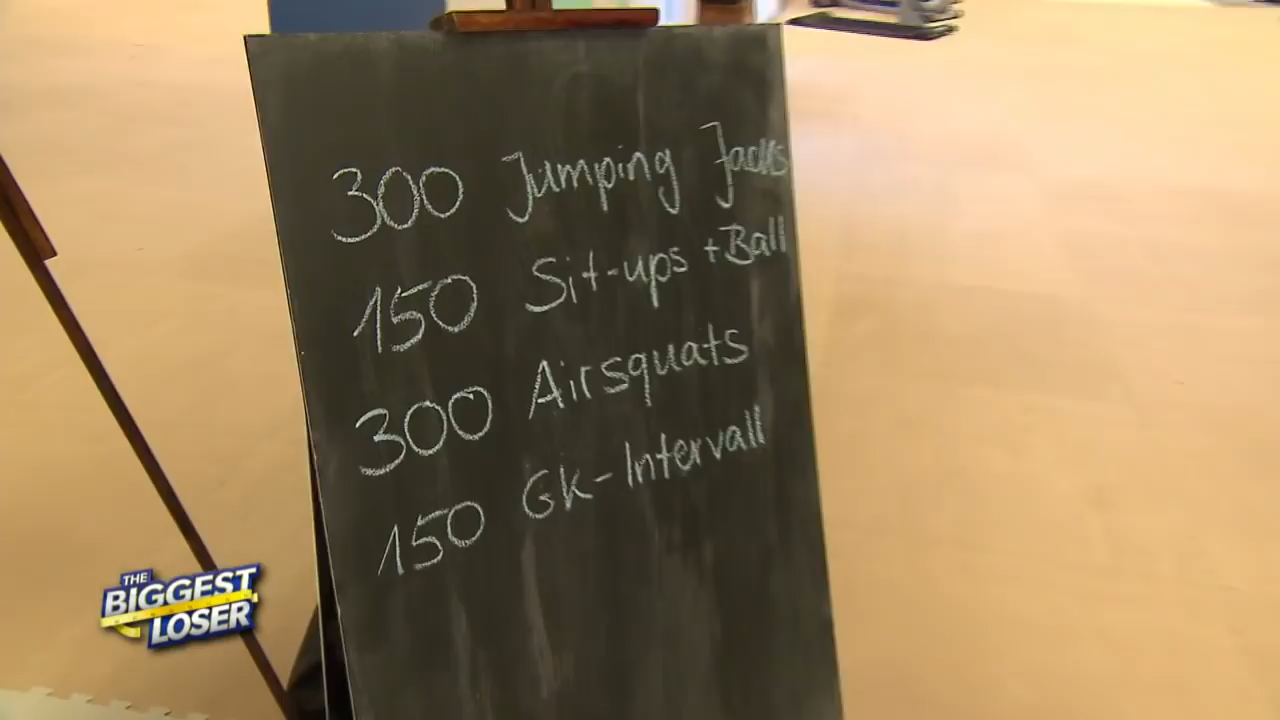 300 Jumping Jacks
150 Sit-ups + Ball
300 Airsquats
150 GK-Intervall
THE
BIGGEST
LOSER